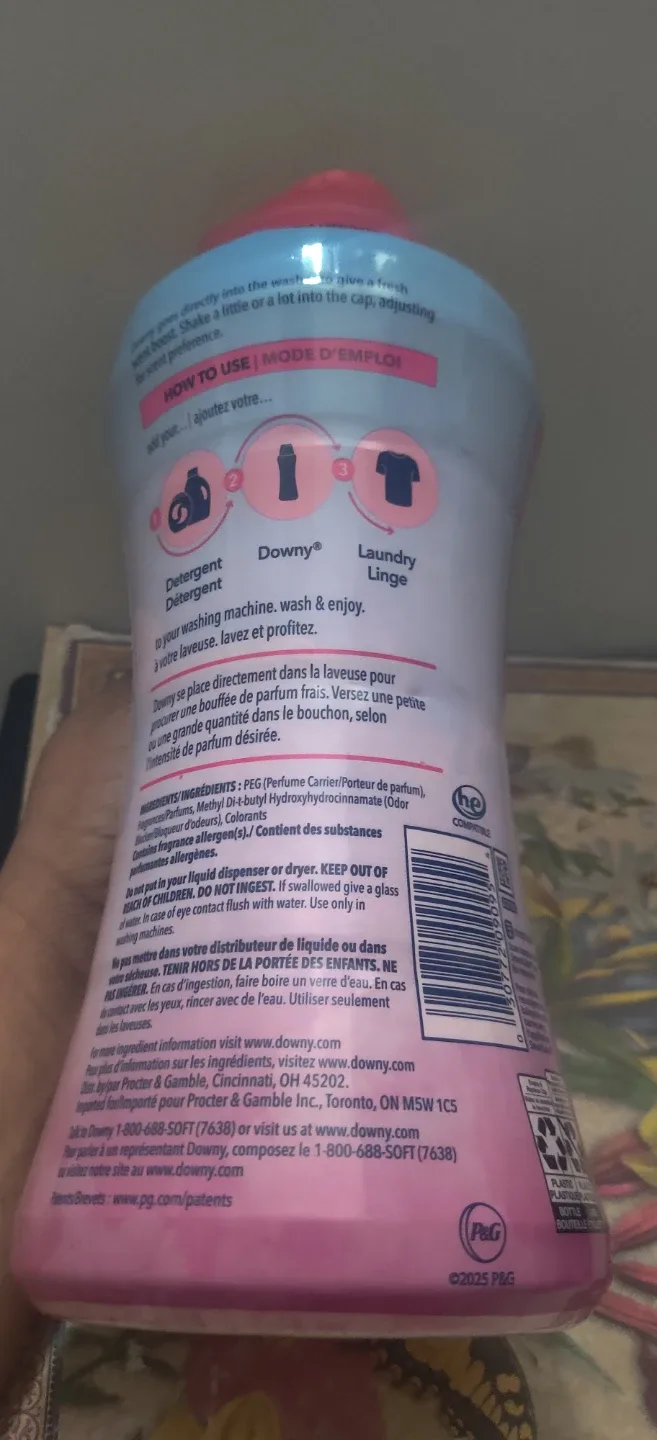 goes directly into the washer to give a fresh
scent boost. Shake a little or a lot into the cap, adjusting
for scent preference.
HOW TO USE | MODE D'EMPLOI
add your... | ajoutez votre...
1
2
3
Detergent
Détergent
Downy®
Laundry
Linge
to your washing machine. wash & enjoy.
à votre laveuse. lavez et profitez.
Downy se place directement dans la laveuse pour
procurer une bouffée de parfum frais. Versez une petite
ou une grande quantité dans le bouchon, selon
l'intensité de parfum désirée.
INGREDIENTS/INGRÉDIENTS : PEG (Perfume Carrier/Porteur de parfum),
Fragrances/Parfums, Methyl Di-t-butyl Hydroxyhydrocinnamate (Odor
Blocker/Bloqueur d'odeurs), Colorants
Contains fragrance allergen(s)./ Contient des substances
parfumantes allergènes.
he
COMPATIBLE
Do not put in your liquid dispenser or dryer. KEEP OUT OF
REACH OF CHILDREN. DO NOT INGEST. If swallowed give a glass
of water. In case of eye contact flush with water. Use only in
washing machines.
Ne pas mettre dans votre distributeur de liquide ou dans
votre sécheuse. TENIR HORS DE LA PORTÉE DES ENFANTS. NE
PAS INGÉRER. En cas d'ingestion, faire boire un verre d'eau. En cas
de contact avec les yeux, rincer avec de l'eau. Utiliser seulement
dans les laveuses.
For more ingredient information visit www.downy.com
Pour plus d'information sur les ingrédients, visitez www.downy.com
Distr. by/par Procter & Gamble, Cincinnati, OH 45202.
Imported for/Importé pour Procter & Gamble Inc., Toronto, ON M5W 1C5
Talk to Downy 1-800-688-SOFT (7638) or visit us at www.downy.com
Pour parler à un représentant Downy, composez le 1-800-688-SOFT (7638)
ou visitez notre site au www.downy.com
Patents/Brevets : www.pg.com/patents
PLASTIC
BOTTLE
BOUTEILLE
P&G
©2025 P&G